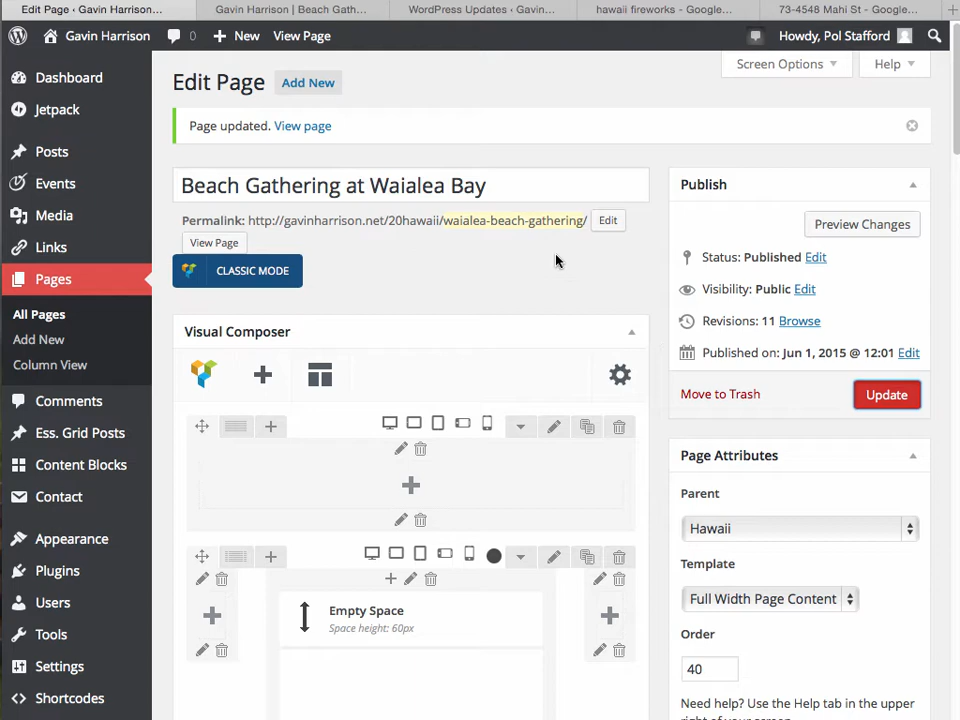 Edit Page ‹ Gavin Harrison...
Gavin Harrison | Beach Gath...
WordPress Updates ‹ Gavin...
hawaii fireworks - Google...
73-4548 Mahi St - Google...
Gavin Harrison
0
New
View Page
Howdy, Pol Stafford
Dashboard
Jetpack
Posts
Events
Media
Links
Pages
All Pages
Add New
Column View
Comments
Ess. Grid Posts
Content Blocks
Contact
Appearance
Plugins
Users
Tools
Settings
Shortcodes
Screen Options
Help
Edit Page
Add New
Page updated. View page
Beach Gathering at Waialea Bay
Permalink: http://gavinharrison.net/20hawaii/waialea-beach-gathering/
Edit
View Page
CLASSIC MODE
Visual Composer
Empty Space
Space height: 60px
Publish
Preview Changes
Status: Published Edit
Visibility: Public Edit
Revisions: 11 Browse
Published on: Jun 1, 2015 @ 12:01 Edit
Move to Trash
Update
Page Attributes
Parent
Hawaii
Template
Full Width Page Content
Order
40
Need help? Use the Help tab in the upper